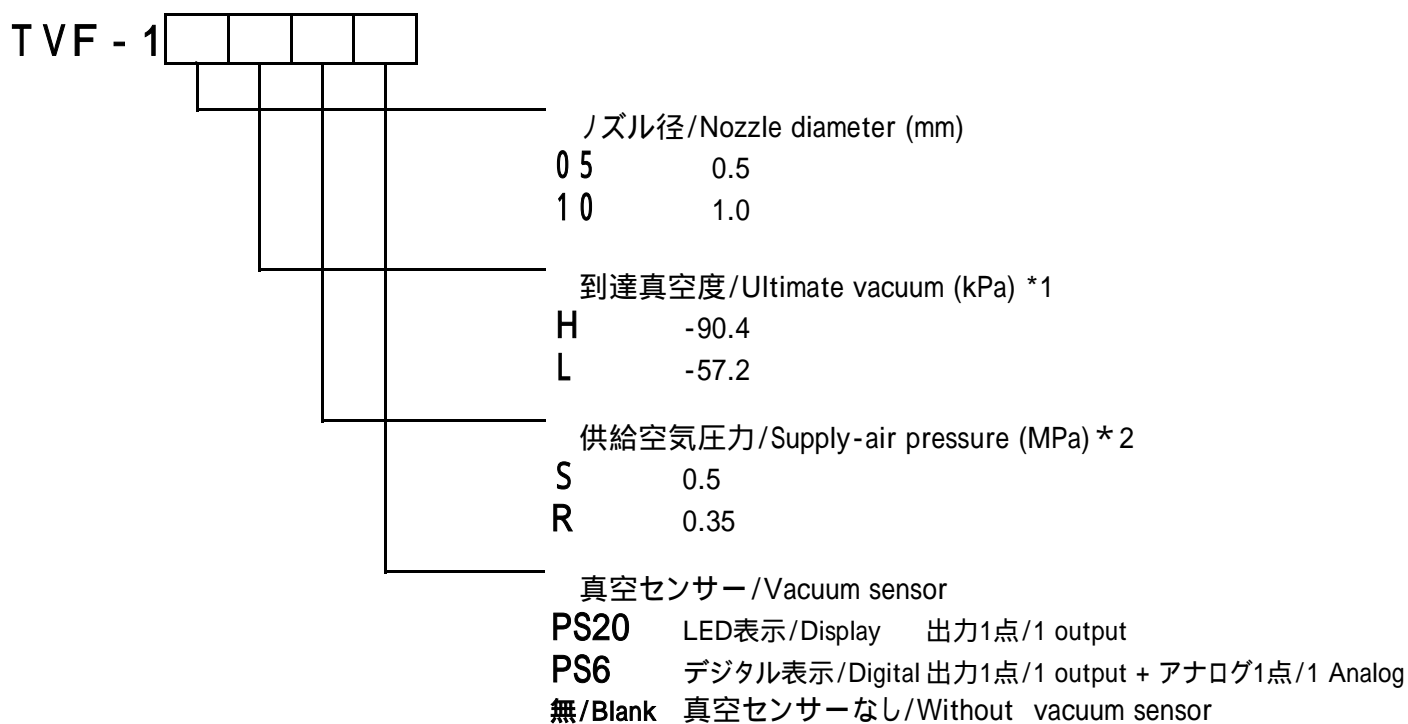 TVF-1
ノズル径/Nozzle diameter (mm)
05 0.5
10 1.0
到達真空度/Ultimate vacuum (kPa) *1
H -90.4
L -57.2
供給空気圧力/Supply-air pressure (MPa)＊2
S 0.5
R 0.35
真空センサー/Vacuum sensor
PS20 LED表示/Display 出力1点/1 output
PS6 デジタル表示/Digital 出力1点/1 output + アナログ1点/1 Analog
無/Blank 真空センサーなし/Without vacuum sensor